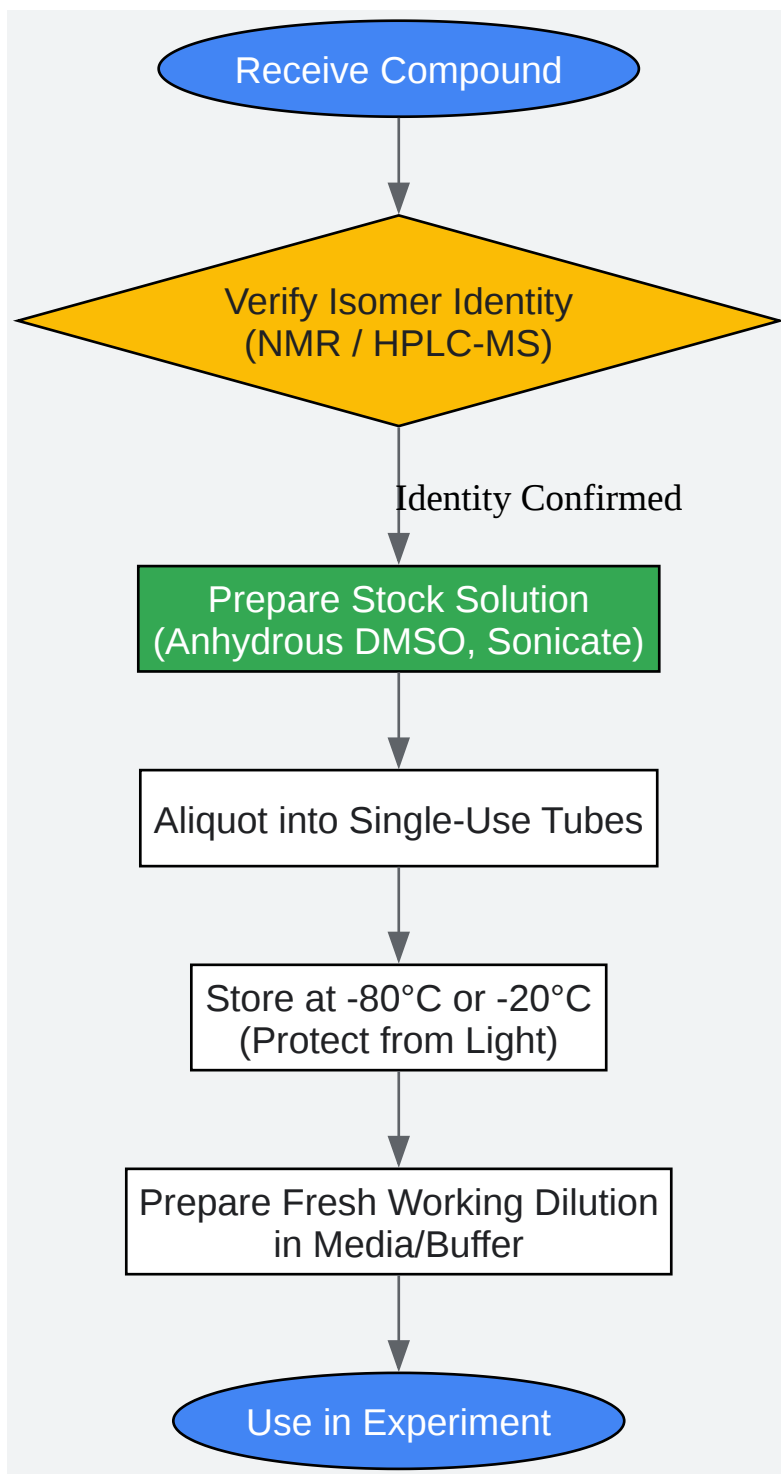 Receive Compound
Verify Isomer Identity
(NMR / HPLC-MS)
Identity Confirmed
Prepare Stock Solution
(Anhydrous DMSO, Sonicate)
Aliquot into Single-Use Tubes
Store at -80°C or -20°C
(Protect from Light)
Prepare Fresh Working Dilution
in Media/Buffer
Use in Experiment